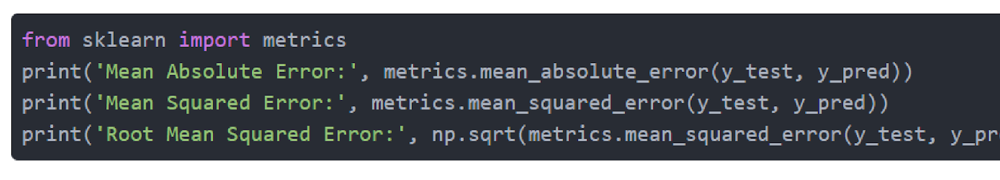 from sklearn import metrics
print('Mean Absolute Error:', metrics.mean_absolute_error(y_test, y_pred))
print('Mean Squared Error:', metrics.mean_squared_error(y_test, y_pred))
print('Root Mean Squared Error:', np.sqrt(metrics.mean_squared_error(y_test, y_pr